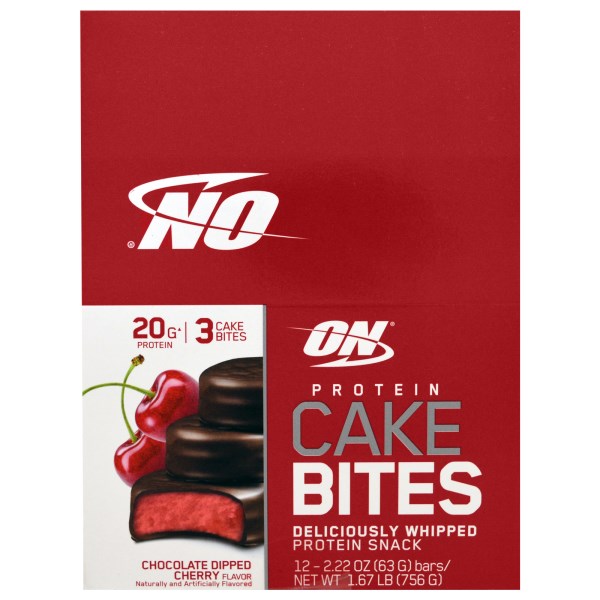 ON®
20G▲ | 3 CAKE
PROTEIN BITES
ON®
PROTEIN
CAKE
BITES
DELICIOUSLY WHIPPED
PROTEIN SNACK
CHOCOLATE DIPPED
CHERRY FLAVOR
Naturally and Artificially Flavored
12 – 2.22 OZ (63 G) bars/
NET WT 1.67 LB (756 G)